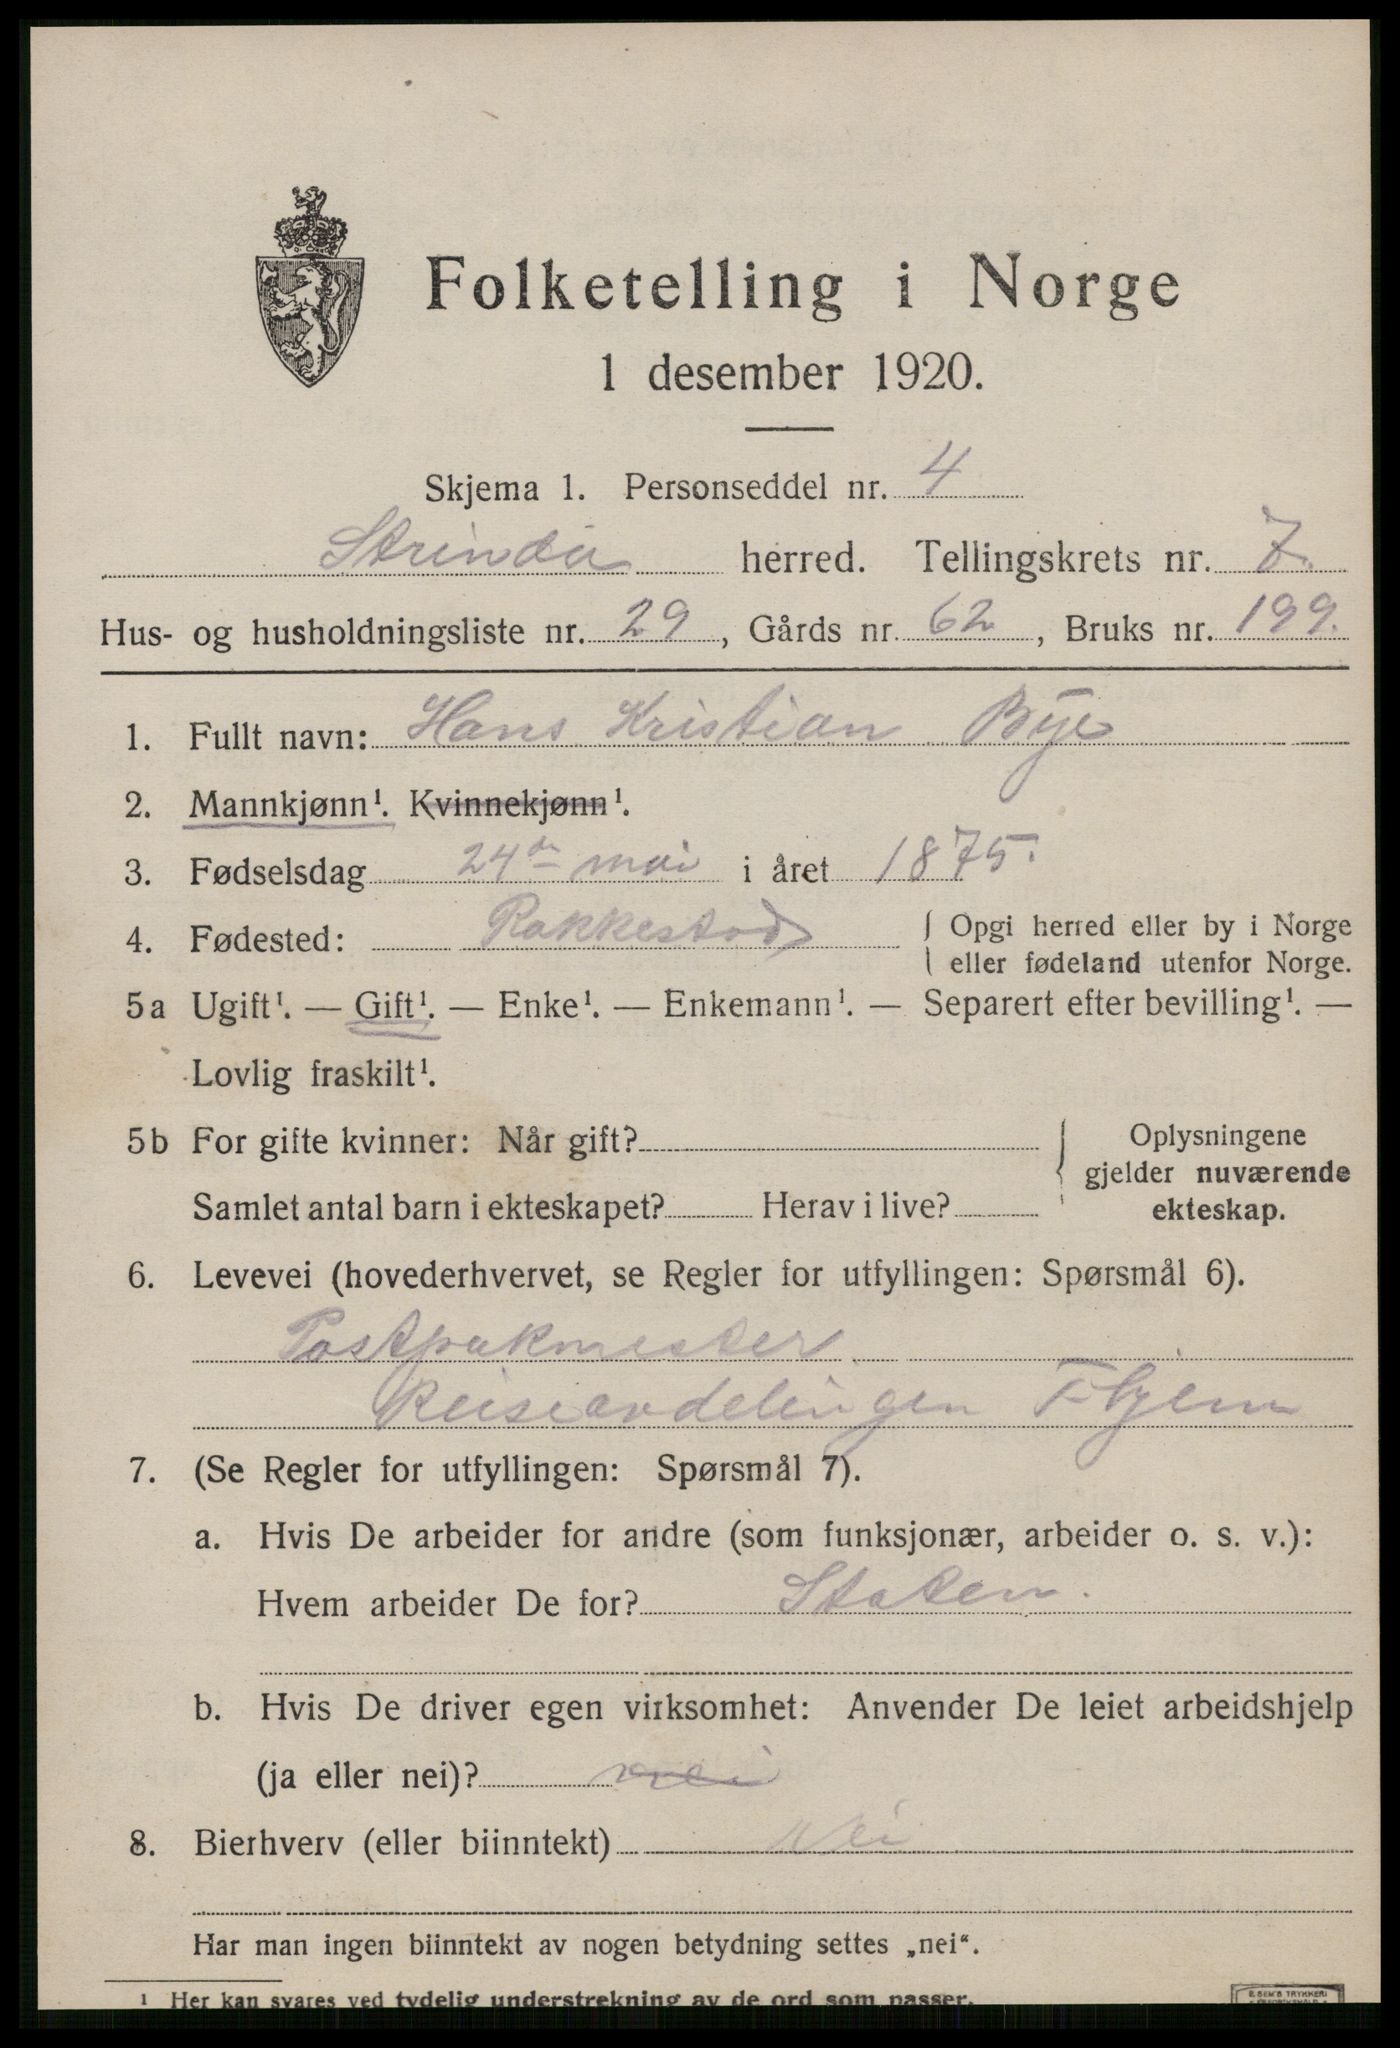 Folketelling i Norge
1 desember 1920.
Skjema 1. Personseddel nr. 4
Strinda herred. Tellingskrets nr. 7.
Hus- og husholdningsliste nr. 29, Gårds nr. 62, Bruks nr. 199.
1. Fullt navn: Hans Kristian Bye
2. Mannkjønn¹. Kvinnekjønn¹.
3. Fødselsdag 24de mai i året 1875.
4. Fødested: Rakkestad { Opgi herred eller by i Norge
eller fødeland utenfor Norge.
5a Ugift¹. — Gift¹. — Enke¹. — Enkemann¹. — Separert efter bevilling¹. —
Lovlig fraskilt¹.
5b For gifte kvinner: Når gift? { Oplysningene
gjelder nuværende
Samlet antal barn i ekteskapet? Herav i live? ekteskap.
6. Levevei (hovederhvervet, se Regler for utfyllingen: Spørsmål 6).
Postpakmester
Reiseavdelingen T-hjem
7. (Se Regler for utfyllingen: Spørsmål 7).
a. Hvis De arbeider for andre (som funksjonær, arbeider o. s. v.):
Hvem arbeider De for? Staten.
b. Hvis De driver egen virksomhet: Anvender De leiet arbeidshjelp
(ja eller nei)? nei
8. Bierhverv (eller biinntekt) Nei
Har man ingen biinntekt av nogen betydning settes „nei“.
¹ Her kan svares ved tydelig understrekning av de ord som passer.